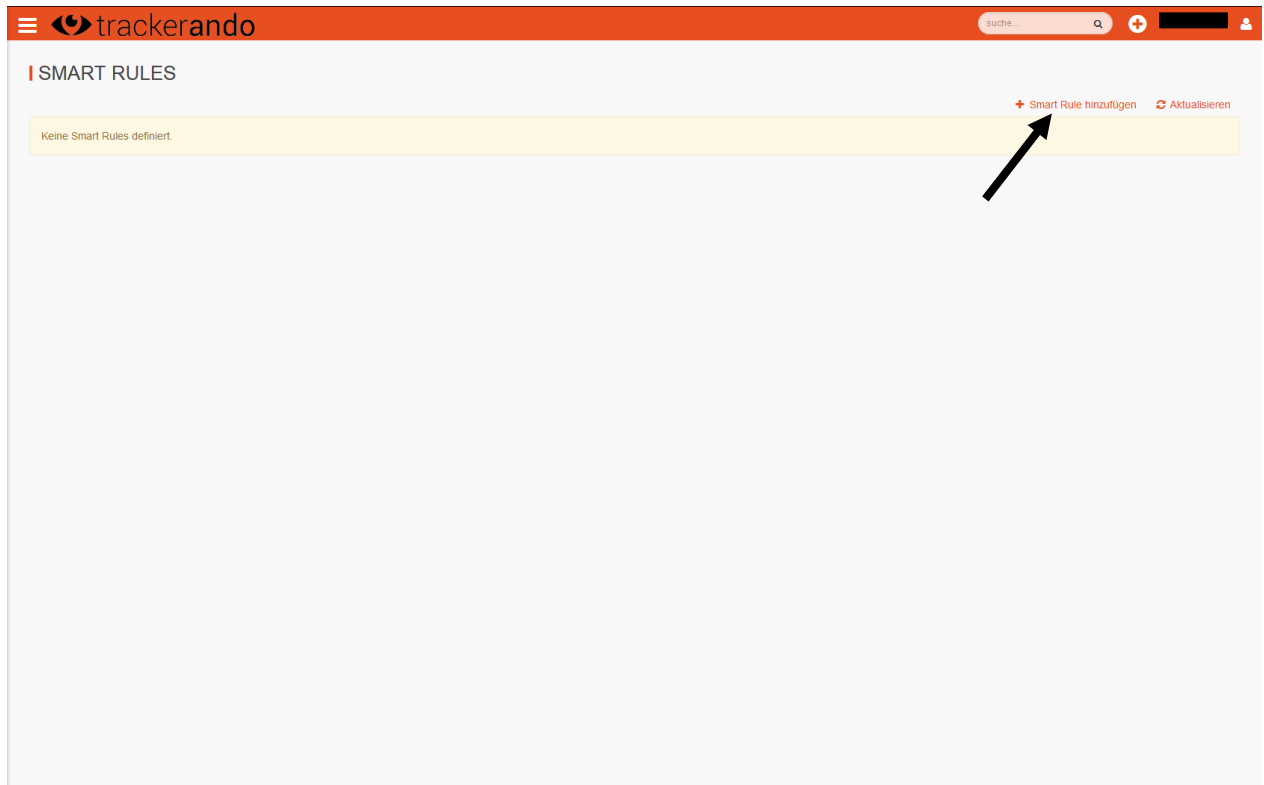 trackerando
suche...
SMART RULES
Smart Rule hinzufügen Aktualisieren
Keine Smart Rules definiert.